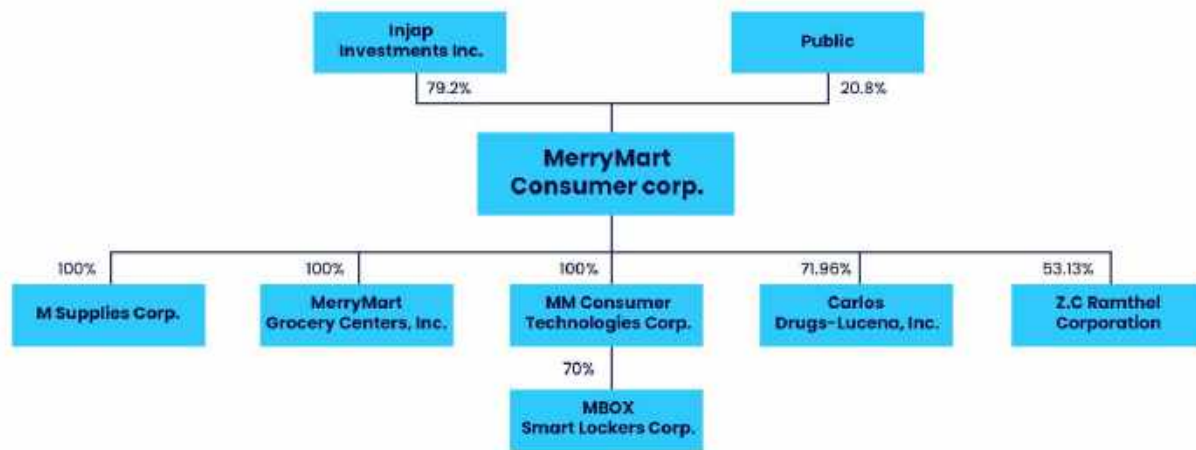 Injap
Investments Inc.
Public
79.2%
20.8%
MerryMart
Consumer corp.
100%
100%
100%
71.96%
53.13%
M Supplies Corp.
MerryMart
Grocery Centers, Inc.
MM Consumer
Technologies Corp.
Carlos
Drugs-Lucena, Inc.
Z.C Ramthel
Corporation
70%
MBOX
Smart Lockers Corp.